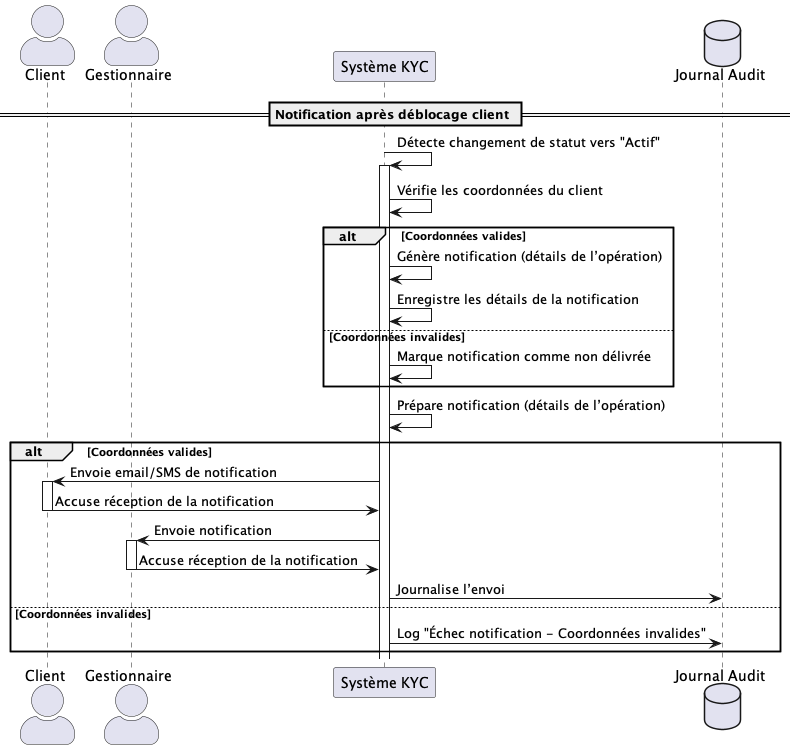 Client
Gestionnaire
Système KYC
Journal Audit
Notification après déblocage client
Détecte changement de statut vers "Actif"
Vérifie les coordonnées du client
alt [Coordonnées valides]
Génère notification (détails de l’opération)
Enregistre les détails de la notification
[Coordonnées invalides]
Marque notification comme non délivrée
Prépare notification (détails de l’opération)
alt [Coordonnées valides]
Envoie email/SMS de notification
Accuse réception de la notification
Envoie notification
Accuse réception de la notification
Journalise l’envoi
[Coordonnées invalides]
Log "Échec notification - Coordonnées invalides"
Client
Gestionnaire
Système KYC
Journal Audit